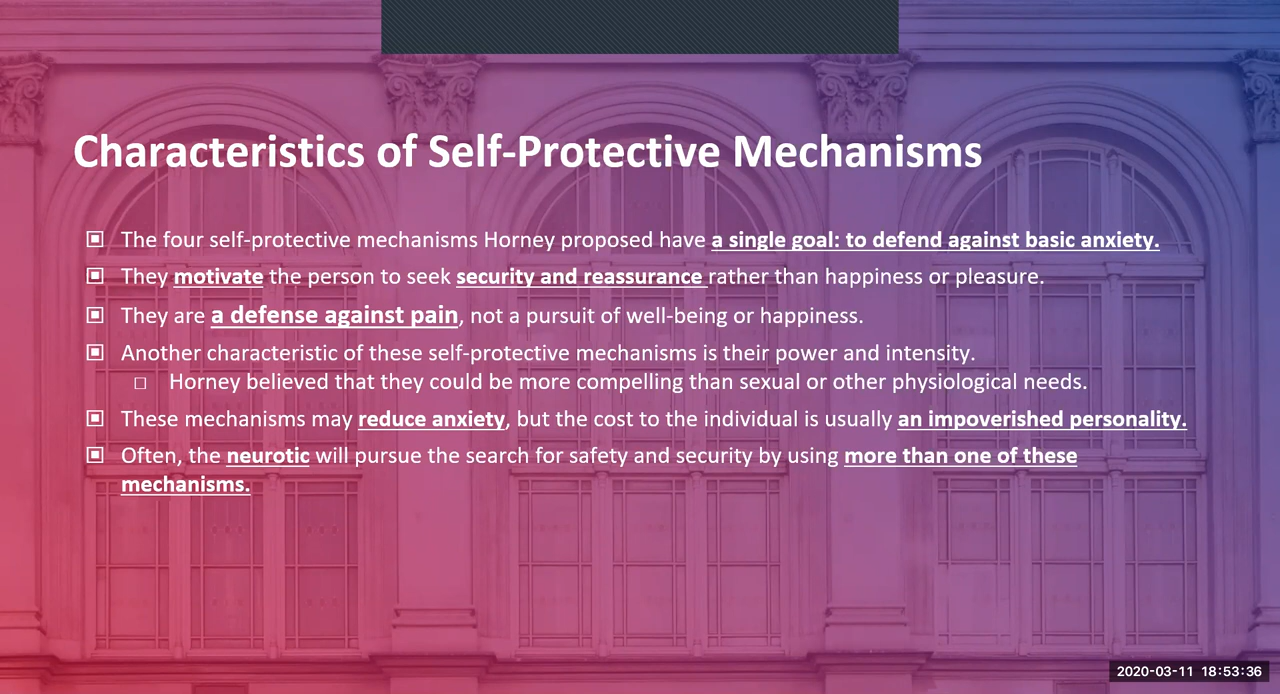 Characteristics of Self-Protective Mechanisms
The four self-protective mechanisms Horney proposed have a single goal: to defend against basic anxiety.
They motivate the person to seek security and reassurance rather than happiness or pleasure.
They are a defense against pain, not a pursuit of well-being or happiness.
Another characteristic of these self-protective mechanisms is their power and intensity.
Horney believed that they could be more compelling than sexual or other physiological needs.
These mechanisms may reduce anxiety, but the cost to the individual is usually an impoverished personality.
Often, the neurotic will pursue the search for safety and security by using more than one of these
mechanisms.
2020-03-11 18:53:36